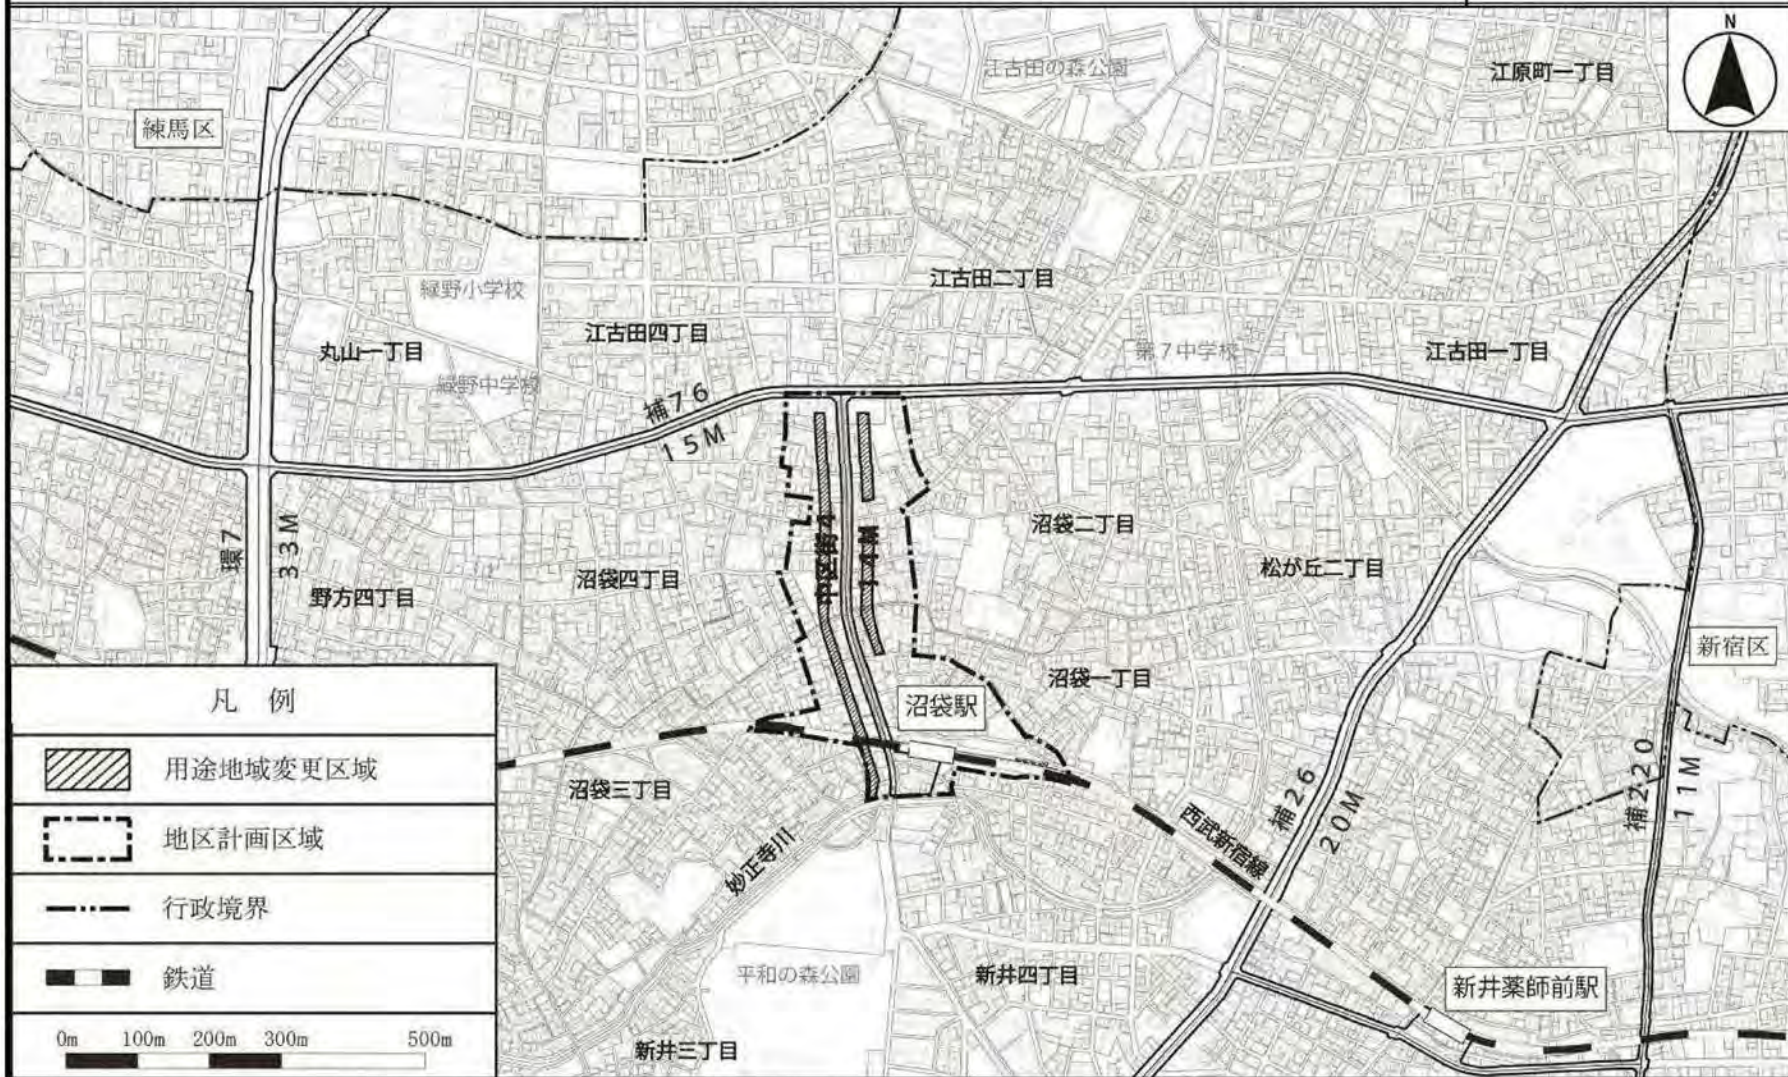 N
江古田の森公園
江原町一丁目
練馬区
緑野小学校
江古田二丁目
江古田四丁目
丸山一丁目
第7中学校
江古田一丁目
緑野中学校
補76
15M
環7
33M
中区街4
14M
沼袋二丁目
野方四丁目
沼袋四丁目
松が丘二丁目
新宿区
沼袋一丁目
沼袋駅
凡 例
用途地域変更区域
地区計画区域
行政境界
鉄道
0m 100m 200m 300m 500m
沼袋三丁目
妙正寺川
西武新宿線
補26
20M
補220
11M
平和の森公園
新井四丁目
新井薬師前駅
新井三丁目